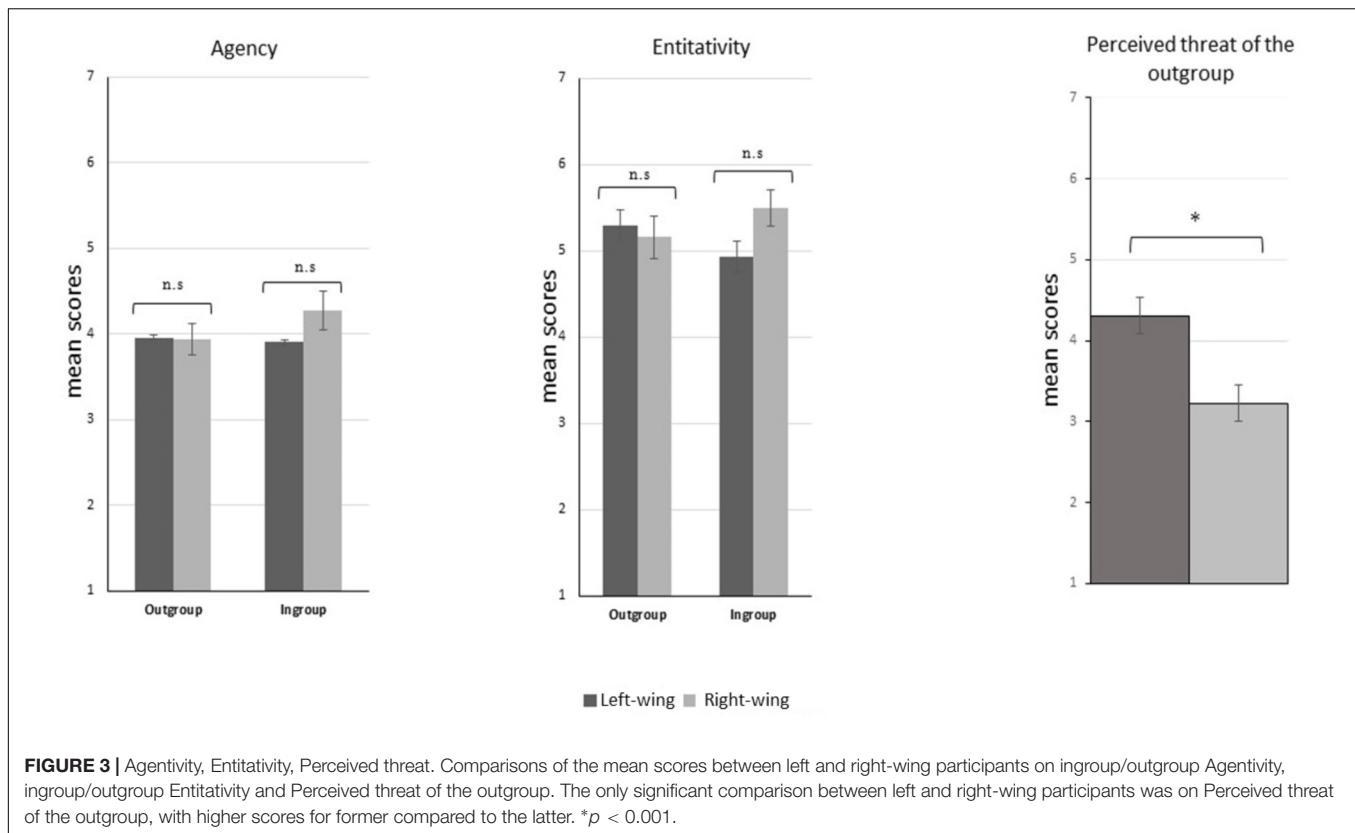 Agency
7
6
5
4
3
2
1
mean scores
n.s
n.s
Outgroup
Ingroup
Entitativity
7
6
5
4
3
2
1
mean scores
n.s
n.s
Outgroup
Ingroup
Perceived threat of the
outgroup
7
6
5
4
3
2
1
mean scores
*
Left-wing
Right-wing
FIGURE 3 | Agentivity, Entitativity, Perceived threat. Comparisons of the mean scores between left and right-wing participants on ingroup/outgroup Agentivity,
ingroup/outgroup Entitativity and Perceived threat of the outgroup. The only significant comparison between left and right-wing participants was on Perceived threat
of the outgroup, with higher scores for former compared to the latter. *p < 0.001.